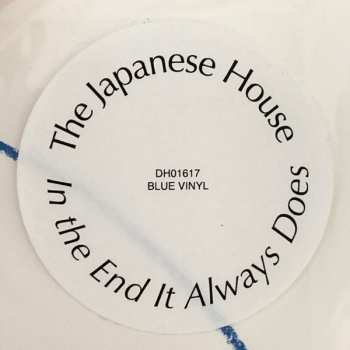 The Japanese House
DH01617
BLUE VINYL
In the End It Always Does